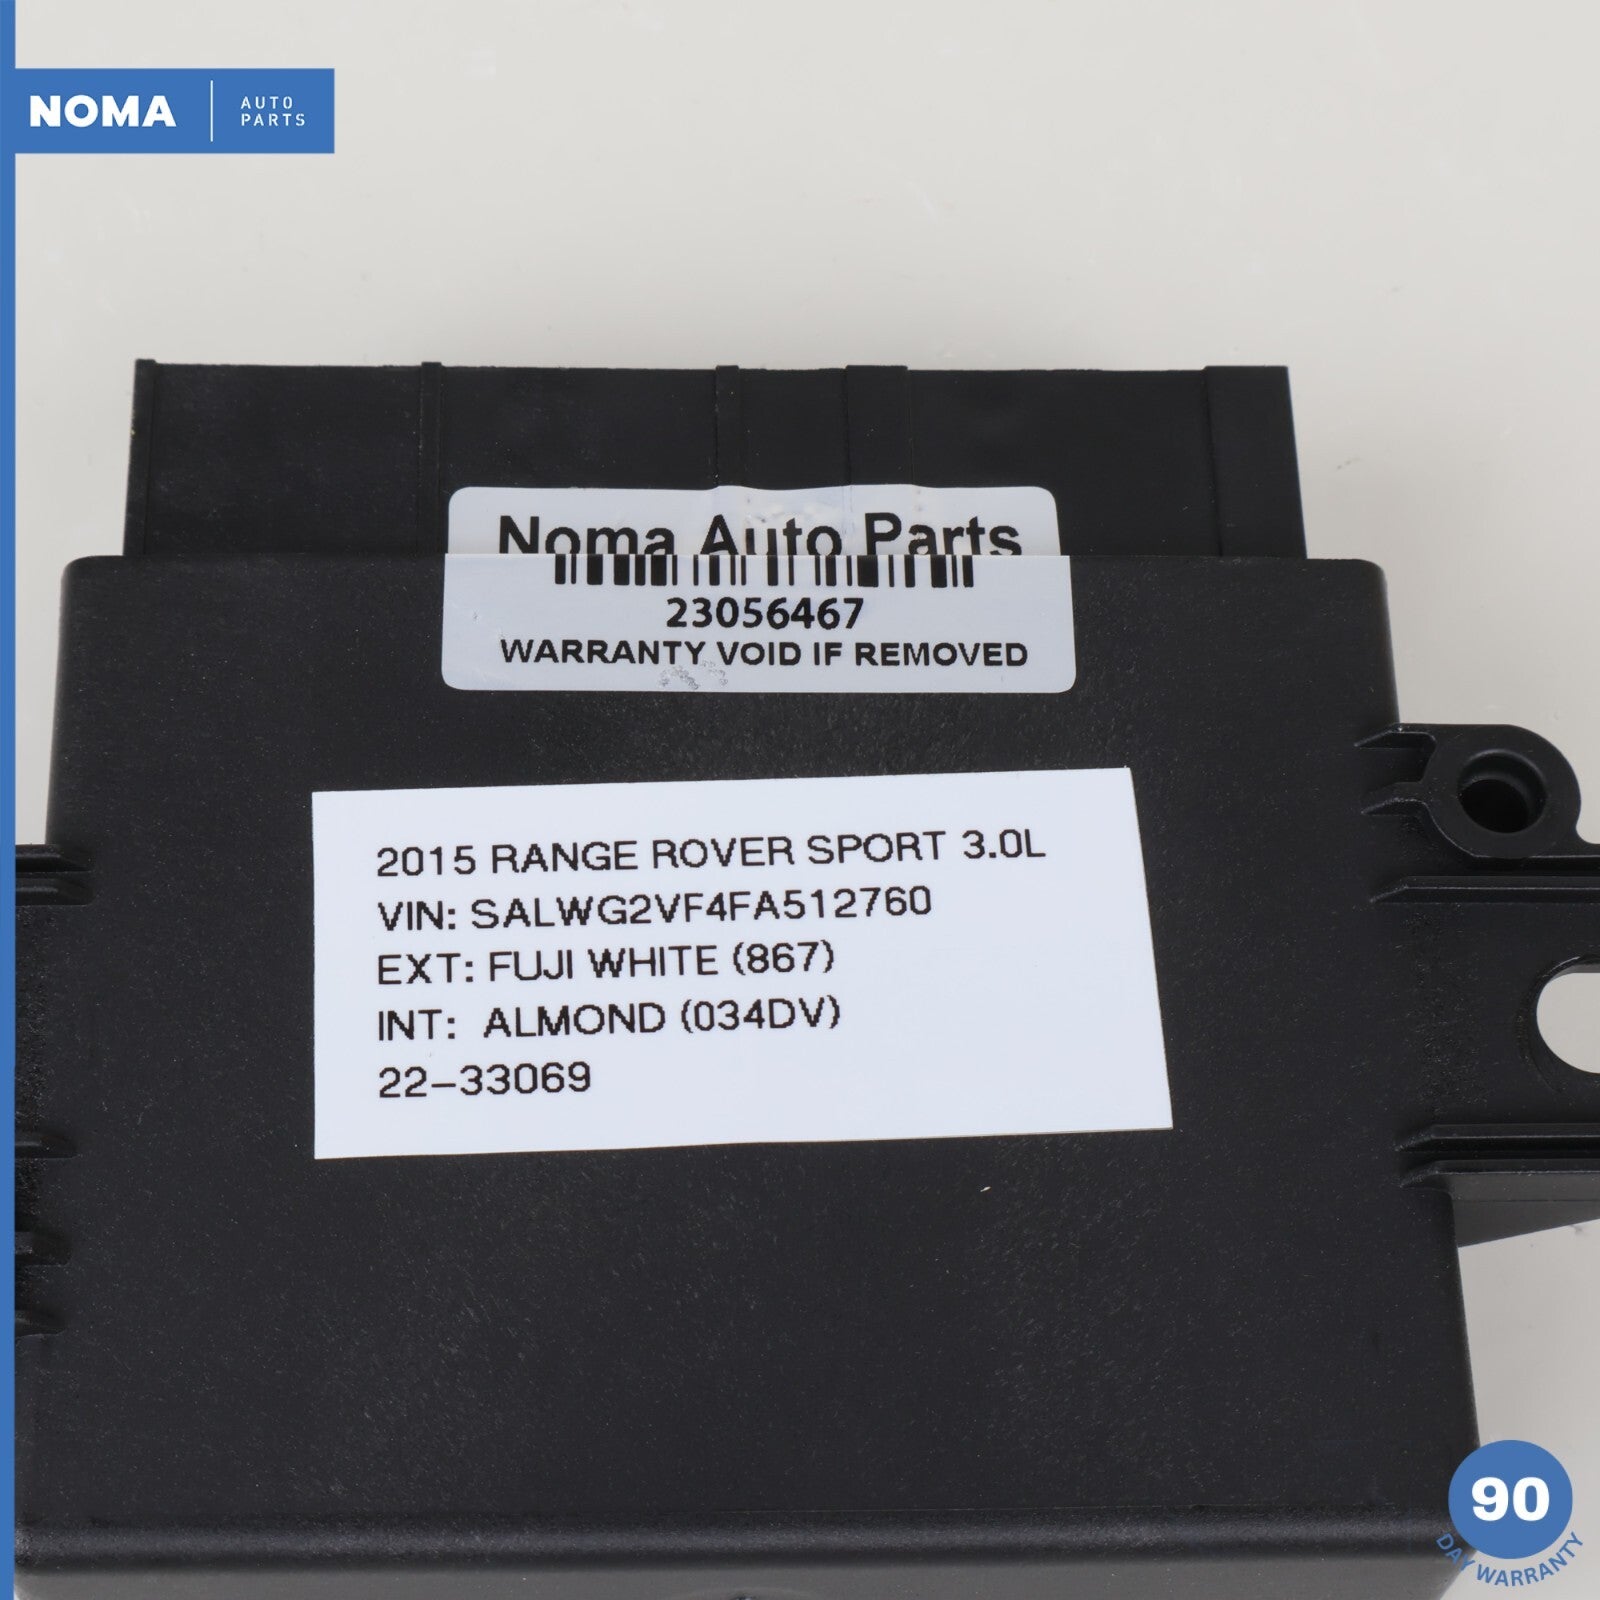 NOMA
AUTO
PARTS
Noma Auto Parts
23056467
WARRANTY VOID IF REMOVED
2015 RANGE ROVER SPORT 3.0L
VIN: SALWG2VF4FA512760
EXT: FUJI WHITE (867)
INT: ALMOND (034DV)
22-33069
90
DAY WARRANTY